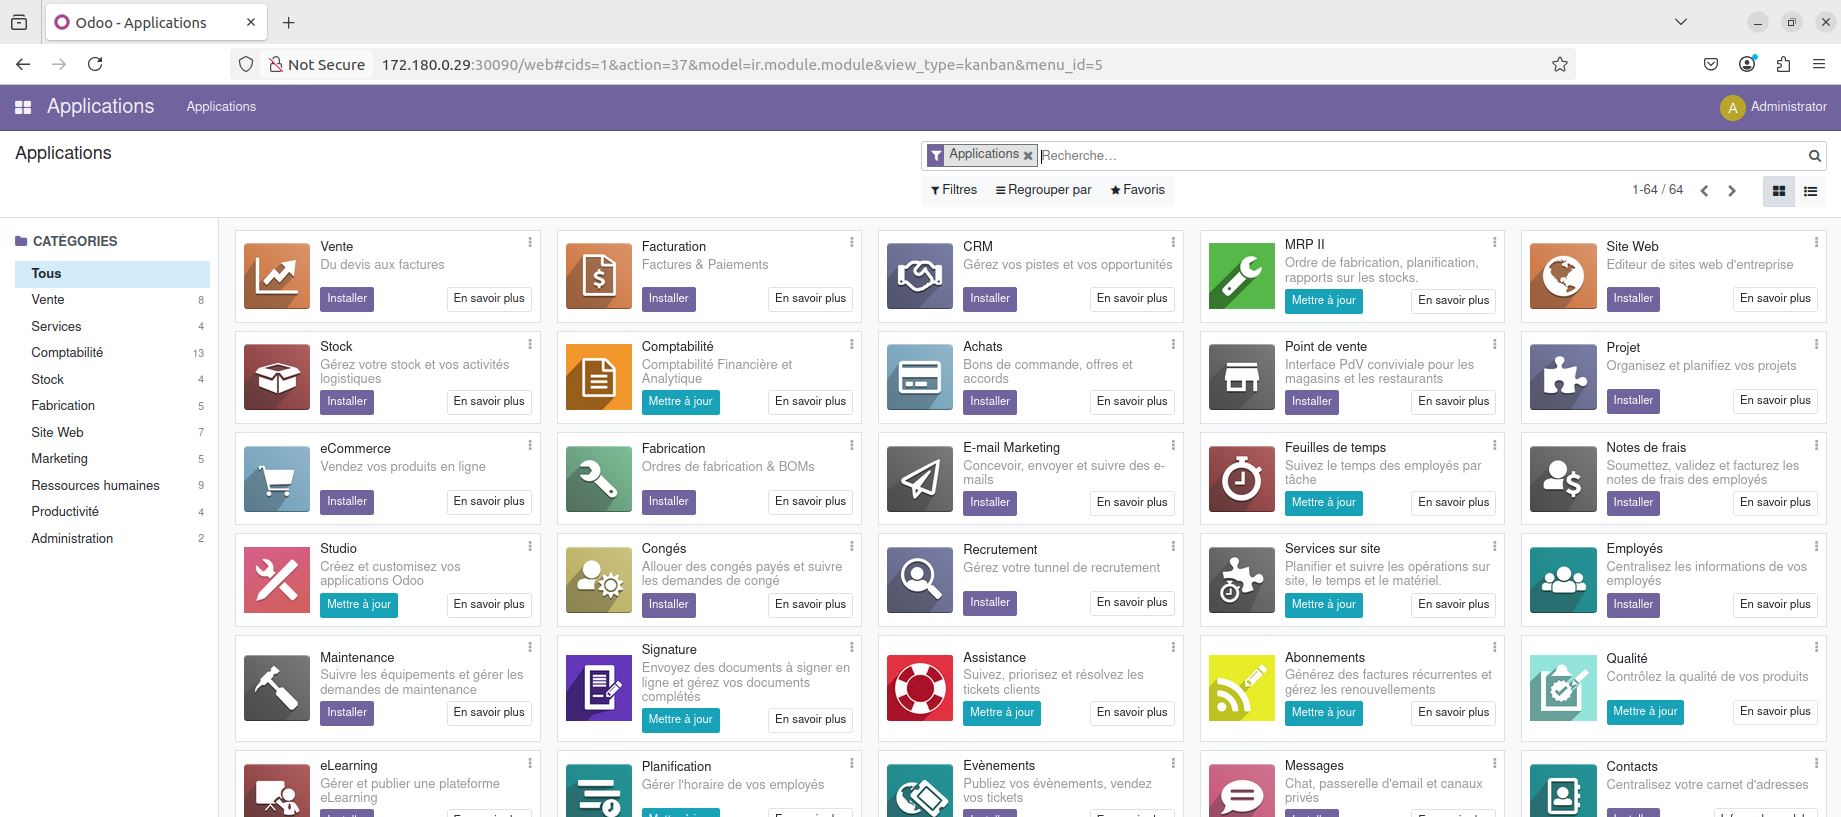 Odoo - Applications
Not Secure
172.180.0.29:30090/web#cids=1&action=37&model=ir.module.module&view_type=kanban&menu_id=5
Applications
Applications
A
Administrator
Applications
Applications
Recherche...
Filtres
Regrouper par
Favoris
1-64 / 64
CATÉGORIES
Tous
Vente 8
Services 4
Comptabilité 13
Stock 4
Fabrication 5
Site Web 7
Marketing 5
Ressources humaines 9
Productivité 4
Administration 2
Vente
Du devis aux factures
Installer
En savoir plus
Facturation
Factures & Paiements
Installer
En savoir plus
CRM
Gérez vos pistes et vos opportunités
Installer
En savoir plus
MRP II
Ordre de fabrication, planification,
rapports sur les stocks.
Mettre à jour
En savoir plus
Site Web
Editeur de sites web d'entreprise
Installer
En savoir plus
Stock
Gérez votre stock et vos activités
logistiques
Installer
En savoir plus
Comptabilité
Comptabilité Financière et
Analytique
Mettre à jour
En savoir plus
Achats
Bons de commande, offres et
accords
Installer
En savoir plus
Point de vente
Interface PdV conviviale pour les
magasins et les restaurants
Installer
En savoir plus
Projet
Organisez et planifiez vos projets
Installer
En savoir plus
eCommerce
Vendez vos produits en ligne
Installer
En savoir plus
Fabrication
Ordres de fabrication & BOMs
Installer
En savoir plus
E-mail Marketing
Concevoir, envoyer et suivre des e-
mails
Installer
En savoir plus
Feuilles de temps
Suivez le temps des employés par
tâche
Mettre à jour
En savoir plus
Notes de frais
Soumettez, validez et facturez les
notes de frais des employés
Installer
En savoir plus
Studio
Créez et customisez vos
applications Odoo
Mettre à jour
En savoir plus
Congés
Allouer des congés payés et suivre
les demandes de congé
Installer
En savoir plus
Recrutement
Gérez votre tunnel de recrutement
Installer
En savoir plus
Services sur site
Planifier et suivre les opérations sur
site, le temps et le matériel.
Mettre à jour
En savoir plus
Employés
Centralisez les informations de vos
employés
Installer
En savoir plus
Maintenance
Suivre les équipements et gérer les
demandes de maintenance
Installer
En savoir plus
Signature
Envoyez des documents à signer en
ligne et gérez vos documents
complétés
Mettre à jour
En savoir plus
Assistance
Suivez, priorisez et résolvez les
tickets clients
Mettre à jour
En savoir plus
Abonnements
Générez des factures récurrentes et
gérez les renouvellements
Mettre à jour
En savoir plus
Qualité
Contrôlez la qualité de vos produits
Mettre à jour
En savoir plus
eLearning
Gérer et publier une plateforme
eLearning
Planification
Gérer l'horaire de vos employés
Evènements
Publiez vos évènements, vendez
vos tickets
Messages
Chat, passerelle d'email et canaux
privés
Contacts
Centralisez votre carnet d'adresses